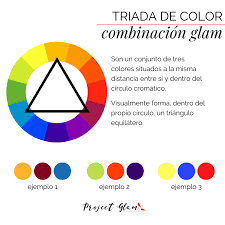 TRIADA DE COLOR
combinación glam
Son un conjunto de tres
colores situados a la misma
distancia entre sí y dentro del
círculo cromático.
Visualmente forma, dentro del
propio círculo, un triángulo
equilátero.
ejemplo 1
ejemplo 2
ejemplo 3
Project Glam